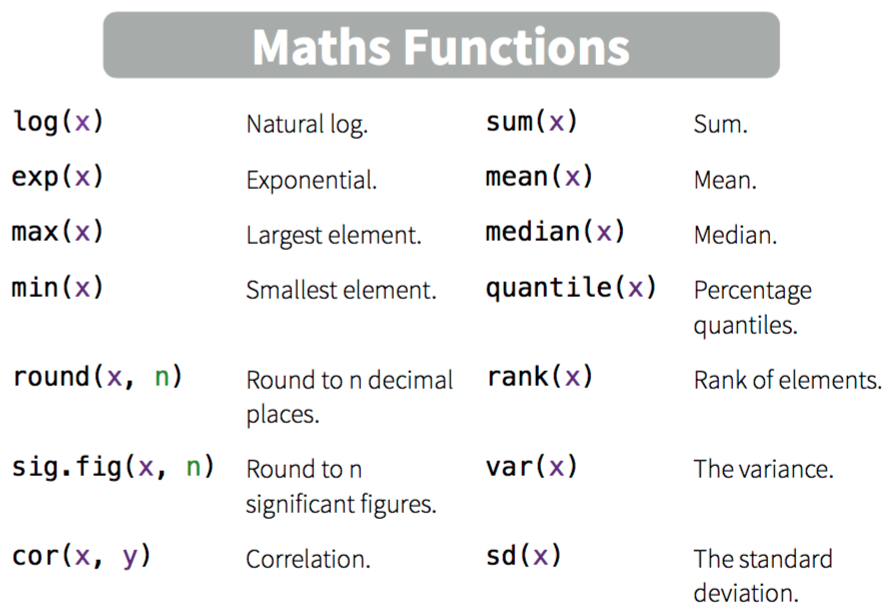 Maths Functions
log(x) Natural log. sum(x) Sum.
exp(x) Exponential. mean(x) Mean.
max(x) Largest element. median(x) Median.
min(x) Smallest element. quantile(x) Percentage
quantiles.
round(x, n) Round to n decimal rank(x) Rank of elements.
places.
sig.fig(x, n) Round to n var(x) The variance.
significant figures.
cor(x, y) Correlation. sd(x) The standard
deviation.